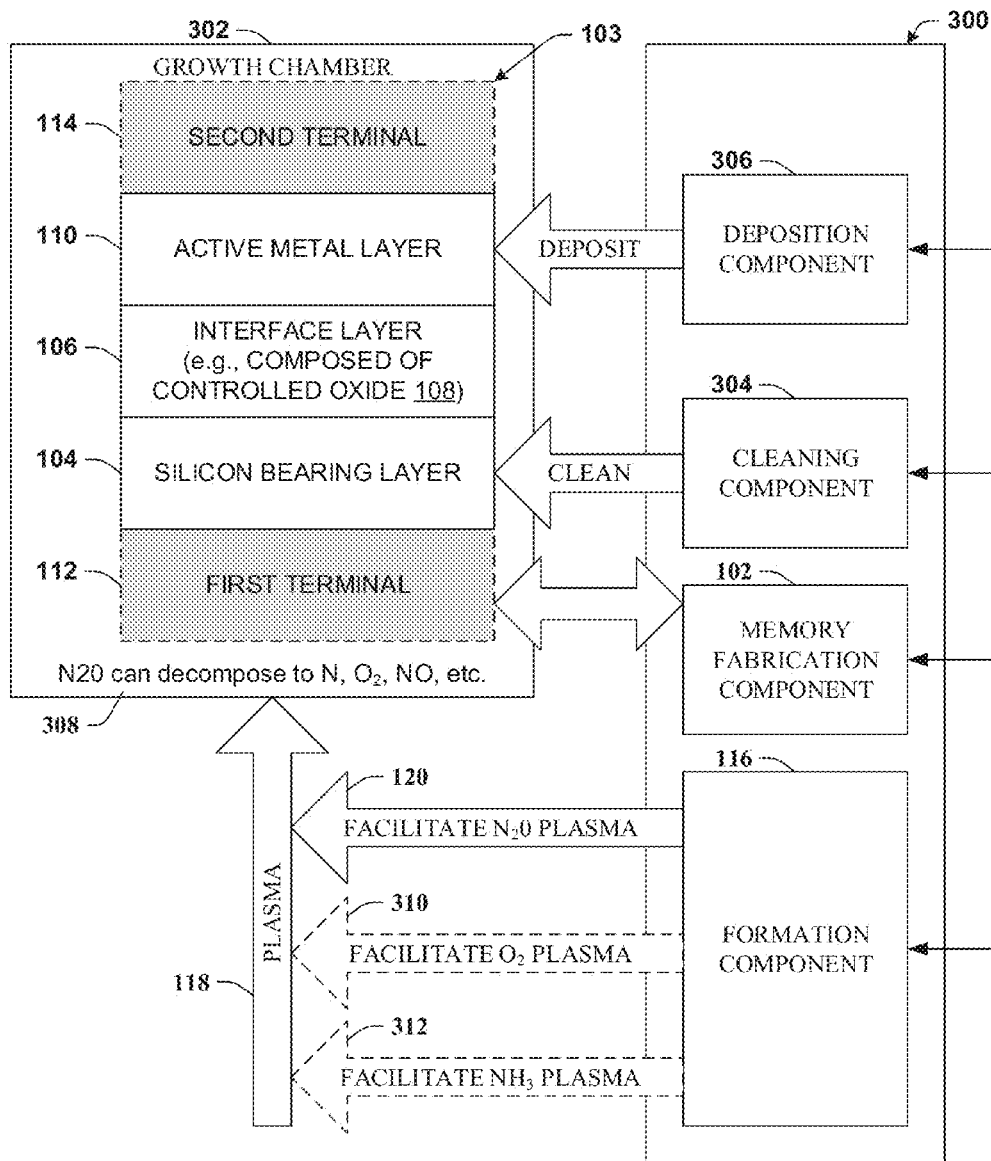 302
300
GROWTH CHAMBER
103
114
SECOND TERMINAL
306
110
ACTIVE METAL LAYER
DEPOSIT
DEPOSITION
COMPONENT
106
INTERFACE LAYER
(e.g., COMPOSED OF
CONTROLLED OXIDE 108)
304
104
SILICON BEARING LAYER
CLEAN
CLEANING
COMPONENT
112
FIRST TERMINAL
102
MEMORY
FABRICATION
COMPONENT
N20 can decompose to N, O₂, NO, etc.
308
116
120
FACILITATE N₂0 PLASMA
PLASMA
118
310
FACILITATE O₂ PLASMA
FORMATION
COMPONENT
312
FACILITATE NH₃ PLASMA